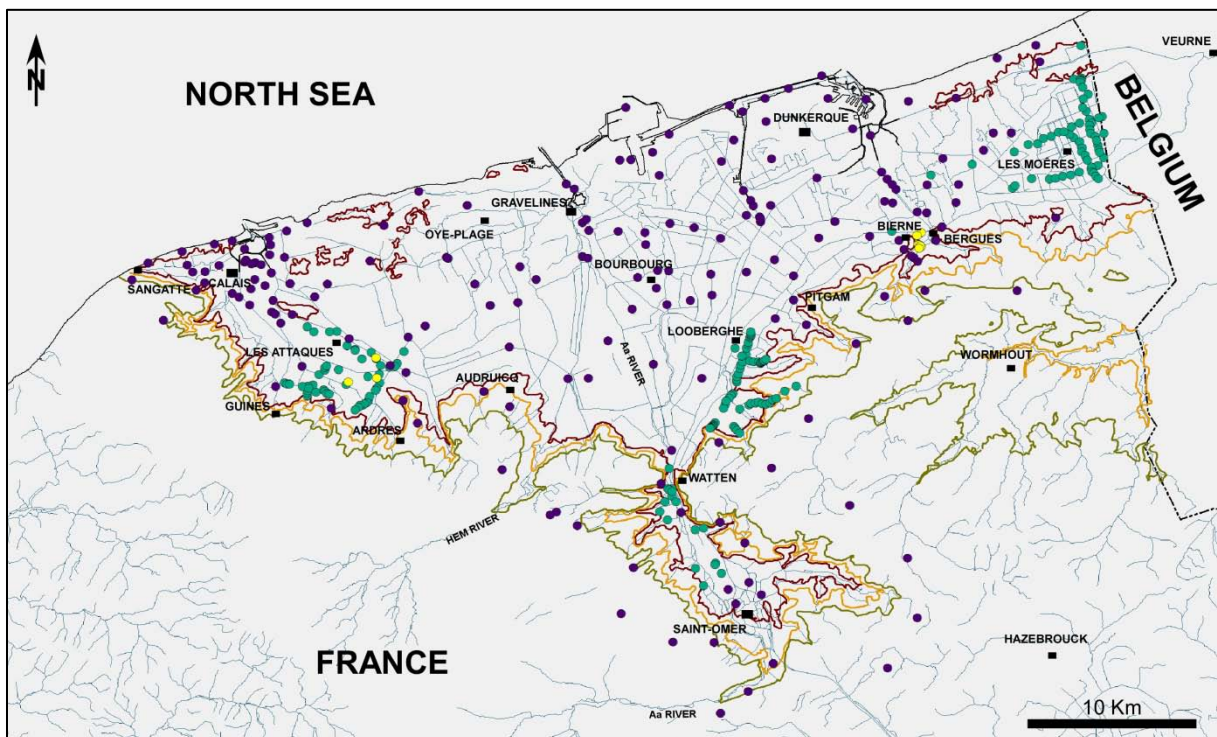 VEURNE
N
NORTH SEA
BELGIUM
DUNKERQUE
LES MOËRES
GRAVELINES
OYE-PLAGE
BIERNE
BERGUES
BOURBOURG
SANGATTE
CALAIS
PITGAM
LES ATTAQUES
LOOBERGHE
Aa RIVER
WORMHOUT
AUDRUICQ
GUINES
ARDRES
WATTEN
HEM RIVER
SAINT-OMER
HAZEBROUCK
FRANCE
Aa RIVER
10 Km